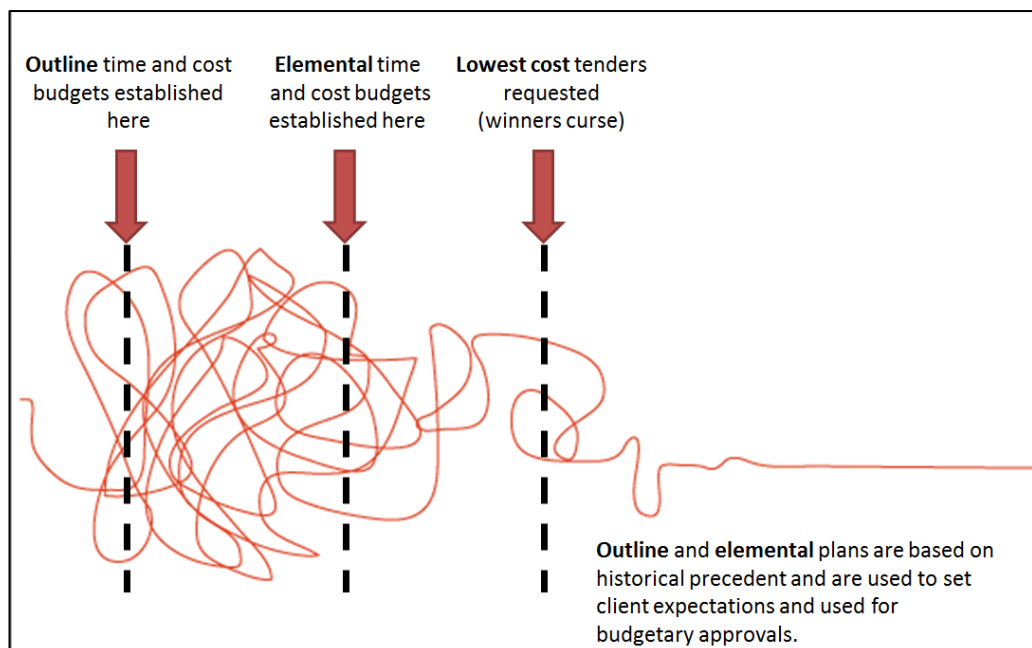 Outline time and cost
budgets established
here
Elemental time
and cost budgets
established here
Lowest cost tenders
requested
(winners curse)
Outline and elemental plans are based on
historical precedent and are used to set
client expectations and used for
budgetary approvals.